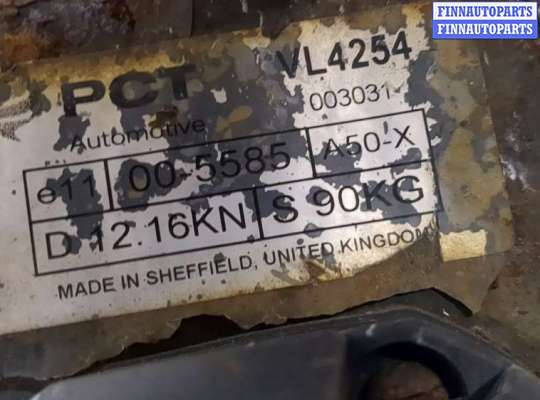 FINNAUTOPARTS
FINNAUTOPARTS
PCT VL4254
Automotive 003031
e11 00-5585 A50-X
D 12.16KN S 90KG
MADE IN SHEFFIELD, UNITED KINGDOM